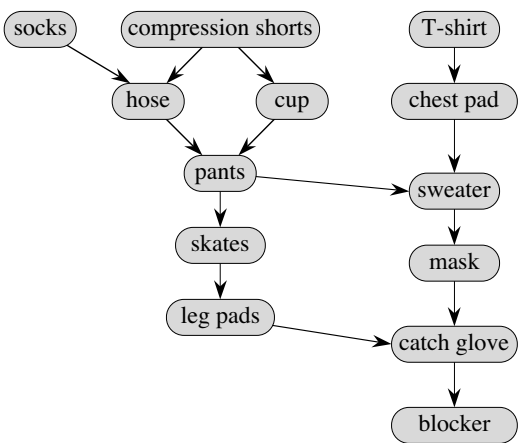 socks
compression shorts
T-shirt
hose
cup
chest pad
pants
sweater
skates
mask
leg pads
catch glove
blocker